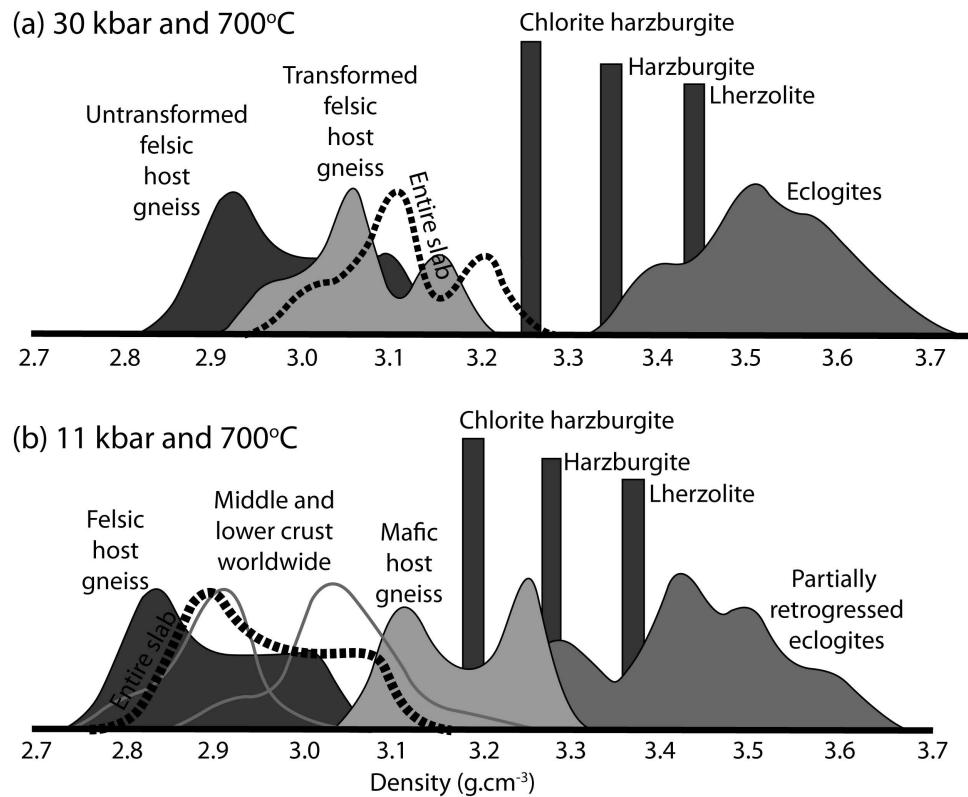 (a) 30 kbar and 700°C
Chlorite harzburgite
Harzburgite
Lherzolite
Untransformed
felsic
host
gneiss
Transformed
felsic
host
gneiss
Entire slab
Eclogites
2.7 2.8 2.9 3.0 3.1 3.2 3.3 3.4 3.5 3.6 3.7
(b) 11 kbar and 700°C
Chlorite harzburgite
Harzburgite
Lherzolite
Felsic
host
gneiss
Middle and
lower crust
worldwide
Mafic
host
gneiss
Partially
retrogressed
eclogites
Entire slab
2.7 2.8 2.9 3.0 3.1 3.2 3.3 3.4 3.5 3.6 3.7
Density (g.cm⁻³)